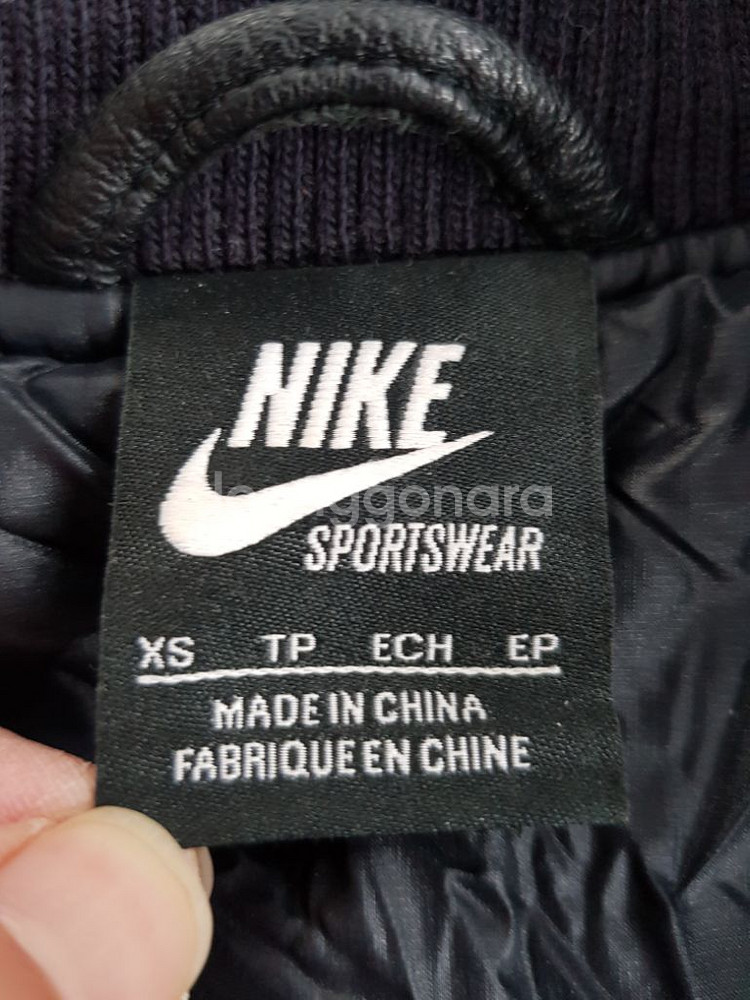 NIKE
SPORTSWEAR
XS TP ECH EP
MADE IN CHINA
FABRIQUE EN CHINE